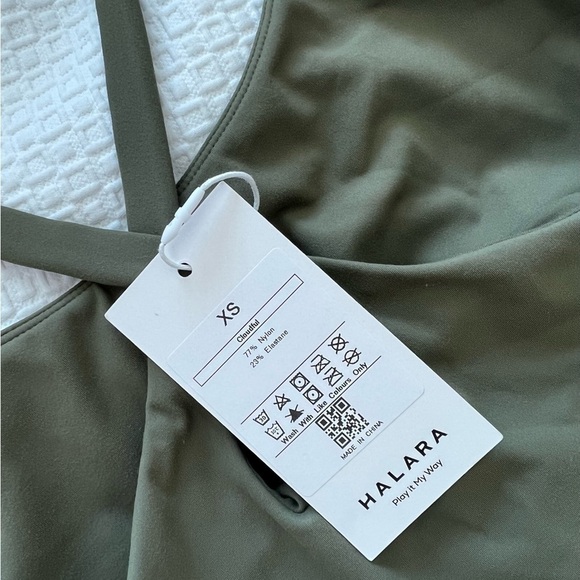 XS
Cloudful
77% Nylon
23% Elastane
Wash With Like Colours Only
MADE IN CHINA
HALARA
Play it My Way